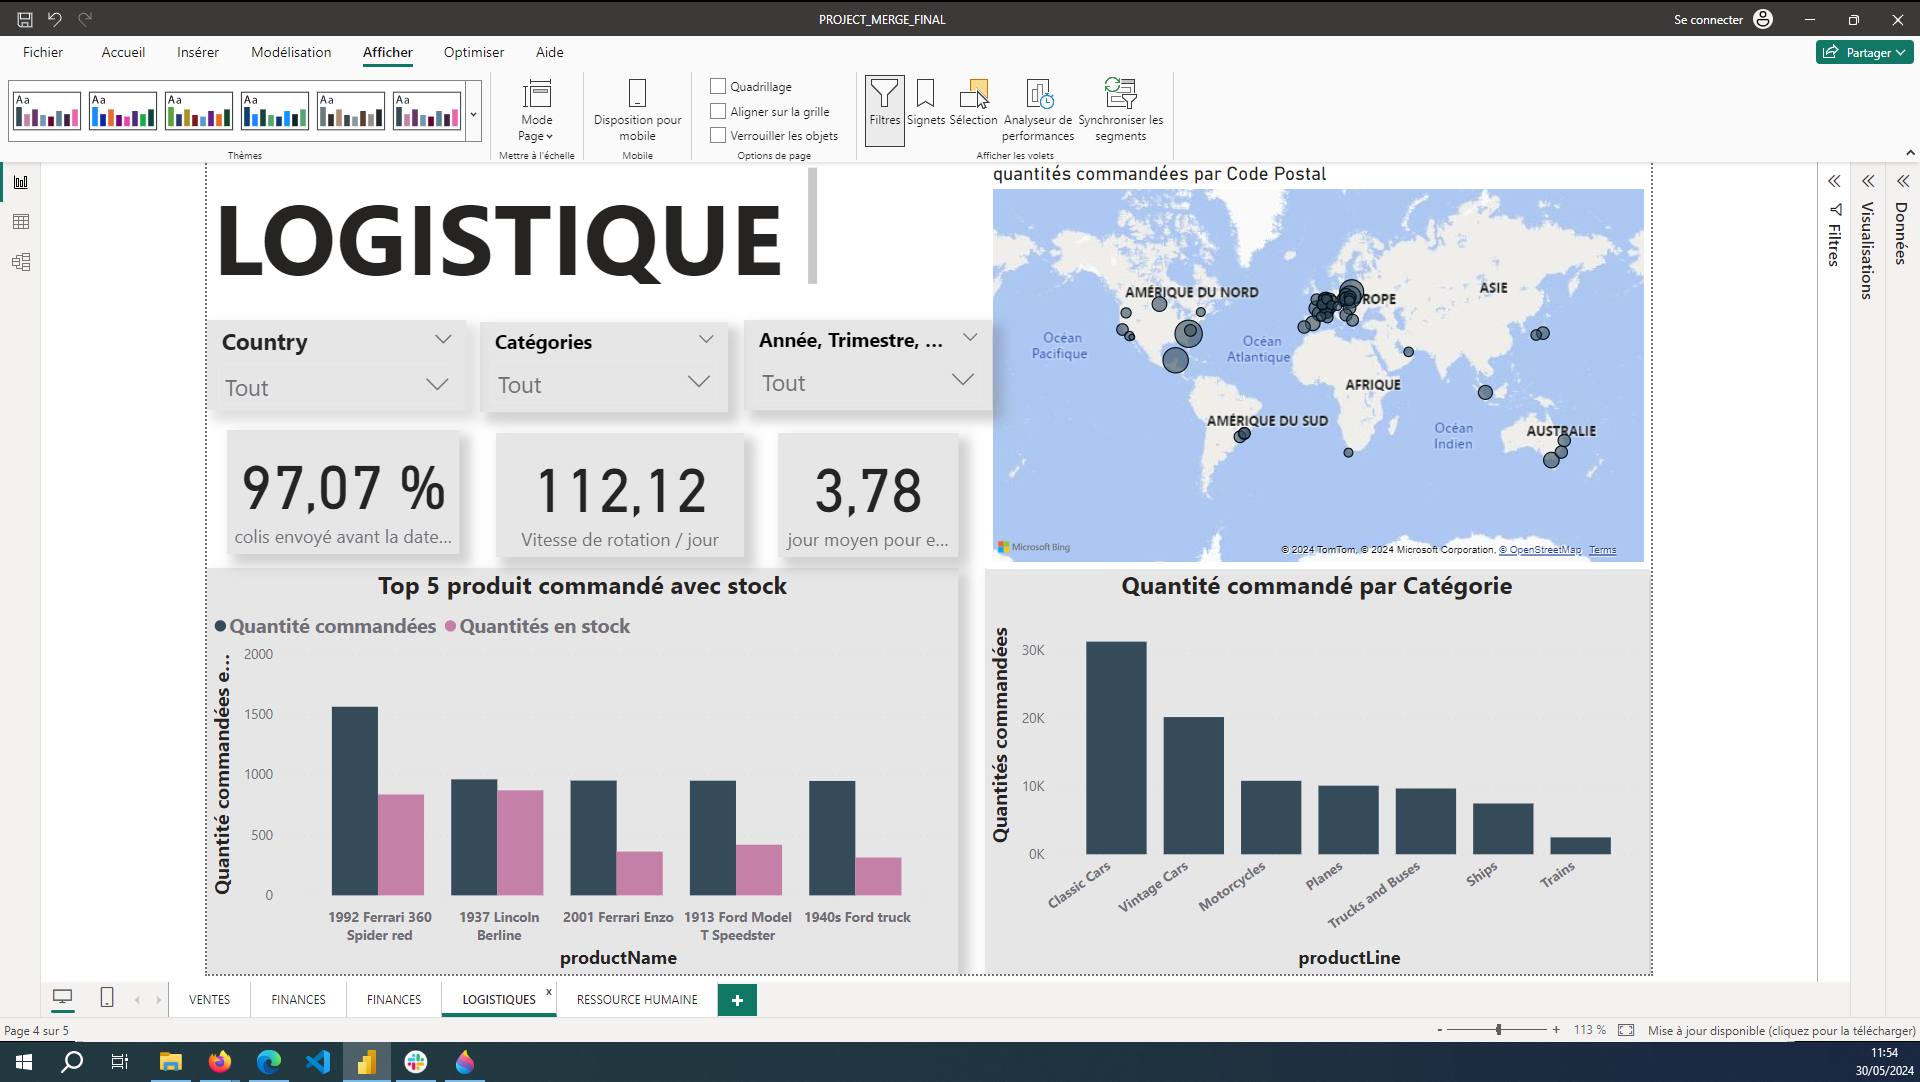 PROJECT_MERGE_FINAL
Se connecter
Fichier Accueil Insérer Modélisation Afficher Optimiser Aide
Partager
Aa Aa Aa Aa Aa Aa
Thèmes
Mode
Page
Mettre à l'échelle
Disposition pour
mobile
Mobile
Quadrillage
Aligner sur la grille
Verrouiller les objets
Options de page
Filtres
Signets
Sélection
Analyseur de
performances
Synchroniser les
segments
Afficher les volets
LOGISTIQUE
quantités commandées par Code Postal
Country
Tout
Catégories
Tout
Année, Trimestre, ...
Tout
97,07 %
colis envoyé avant la date...
112,12
Vitesse de rotation / jour
3,78
jour moyen pour e...
AMÉRIQUE DU NORD
ROPE
ASIE
Océan
Pacifique
Océan
Atlantique
AFRIQUE
AMÉRIQUE DU SUD
Océan
Indien
AUSTRALIE
Microsoft Bing
© 2024 TomTom, © 2024 Microsoft Corporation, © OpenStreetMap Terms
Filtres
Visualisations
Données
Top 5 produit commandé avec stock
Quantité commandées Quantités en stock
Quantité commandées e...
2000
1500
1000
500
0
1992 Ferrari 360
Spider red
1937 Lincoln
Berline
2001 Ferrari Enzo
1913 Ford Model
T Speedster
1940s Ford truck
productName
Quantité commandé par Catégorie
Quantités commandées
30K
20K
10K
0K
Classic Cars
Vintage Cars
Motorcycles
Planes
Trucks and Buses
Ships
Trains
productLine
VENTES FINANCES FINANCES LOGISTIQUES x RESSOURCE HUMAINE +
Page 4 sur 5
- + 113 % Mise à jour disponible (cliquez pour la télécharger)
11:54
30/05/2024